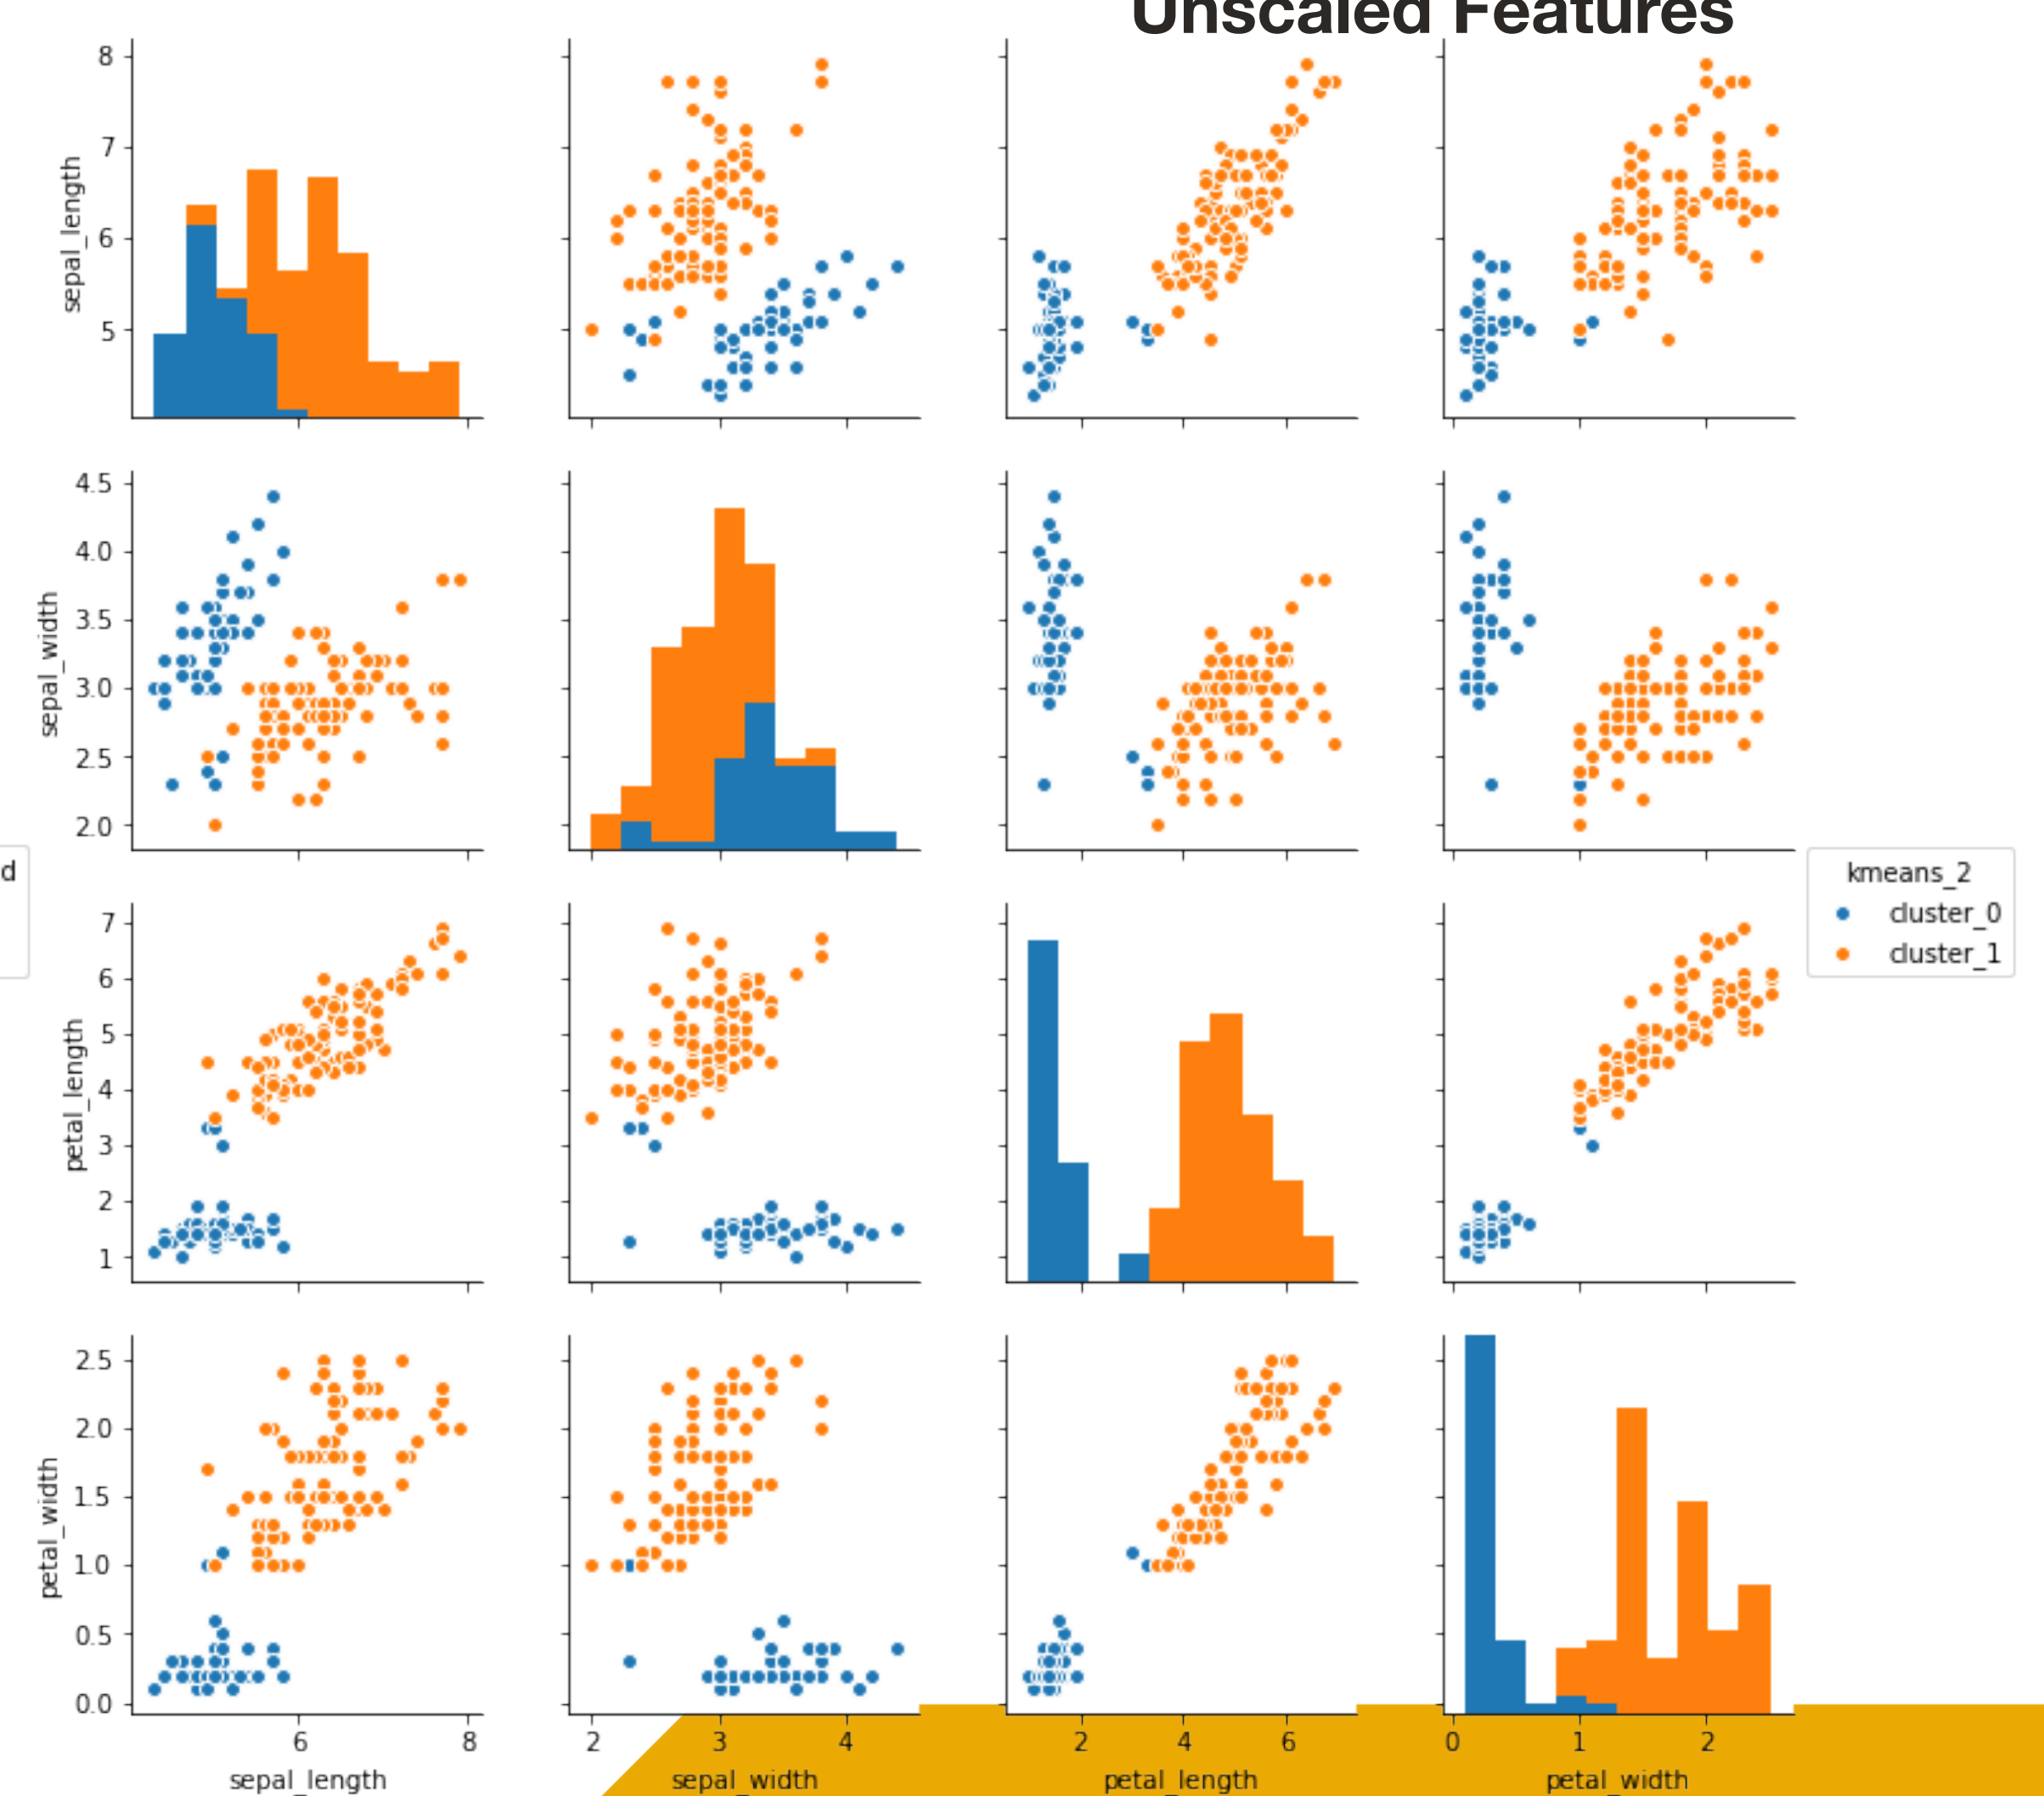 Unscaled Features
8
7
6
5
sepal_length
4.5
4.0
3.5
3.0
2.5
2.0
sepal_width
d
kmeans_2
cluster_0
cluster_1
7
6
5
4
3
2
1
petal_length
2.5
2.0
1.5
1.0
0.5
0.0
petal_width
6 8
2 3 4
2 4 6
0 1 2
sepal_length
sepal_width
petal_length
petal_width